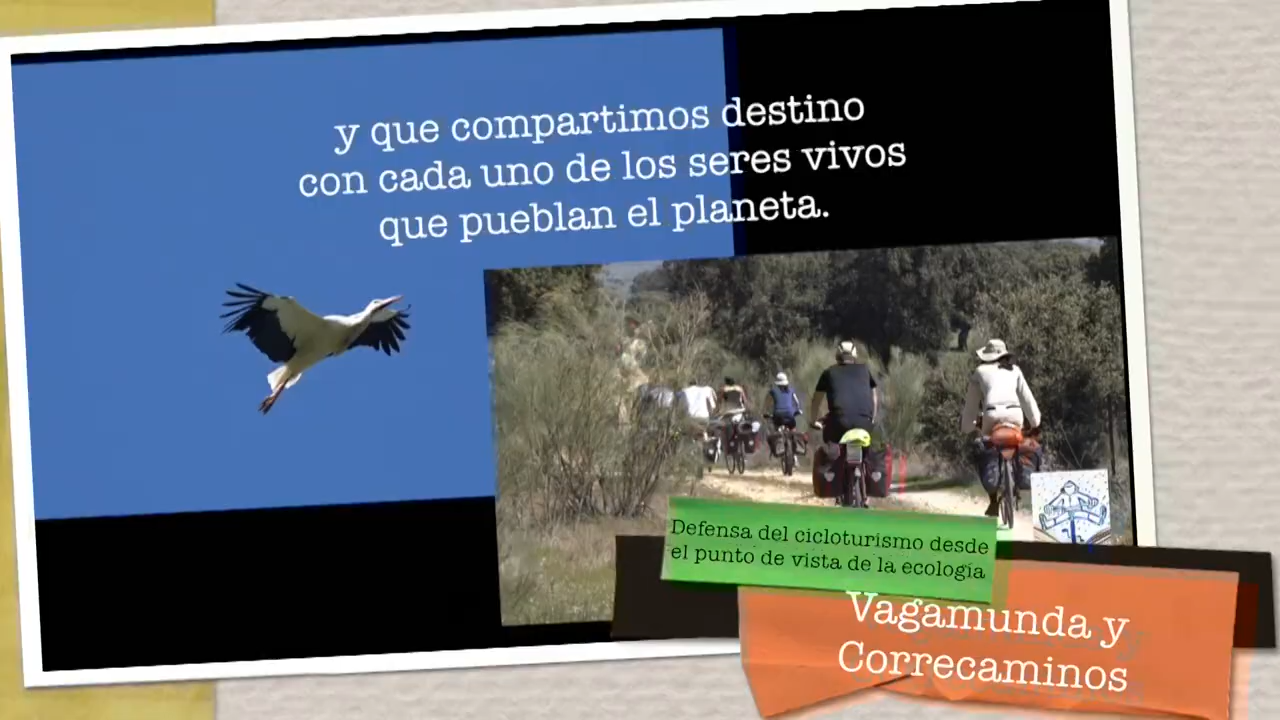 y que compartimos destino
con cada uno de los seres vivos
que pueblan el planeta.
Defensa del cicloturismo desde
el punto de vista de la ecología
Vagamunda y
Correcaminos